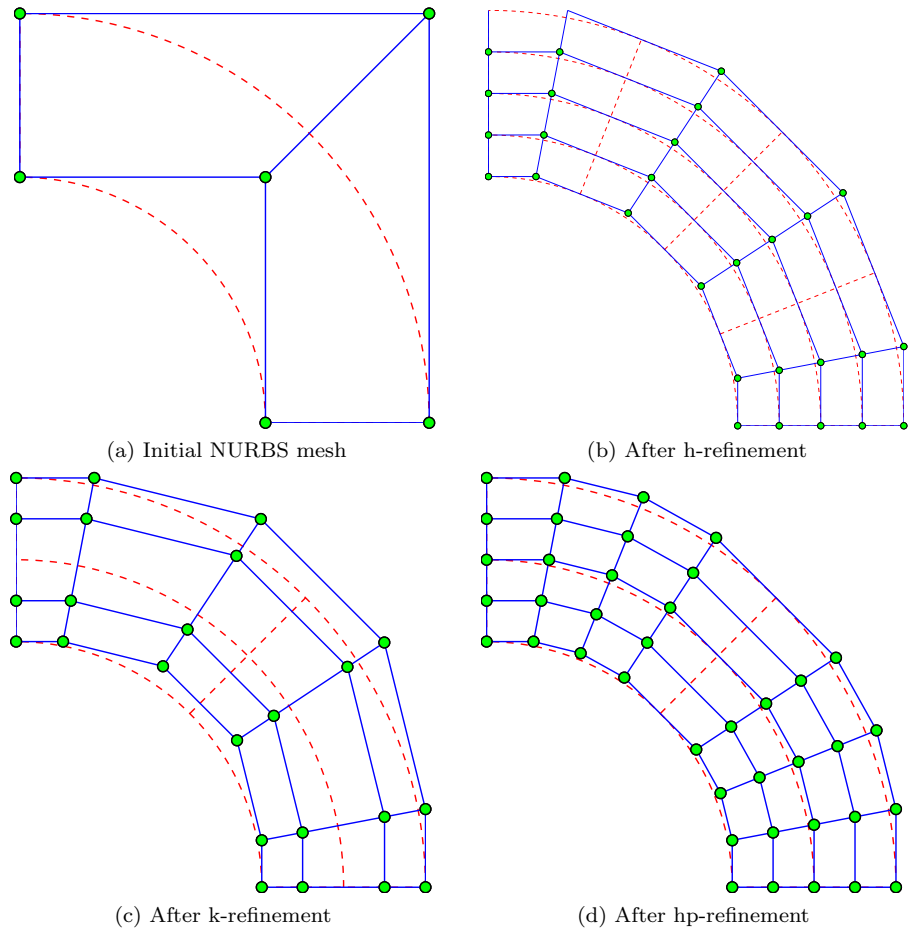 (a) Initial NURBS mesh
(b) After h-refinement
(c) After k-refinement
(d) After hp-refinement